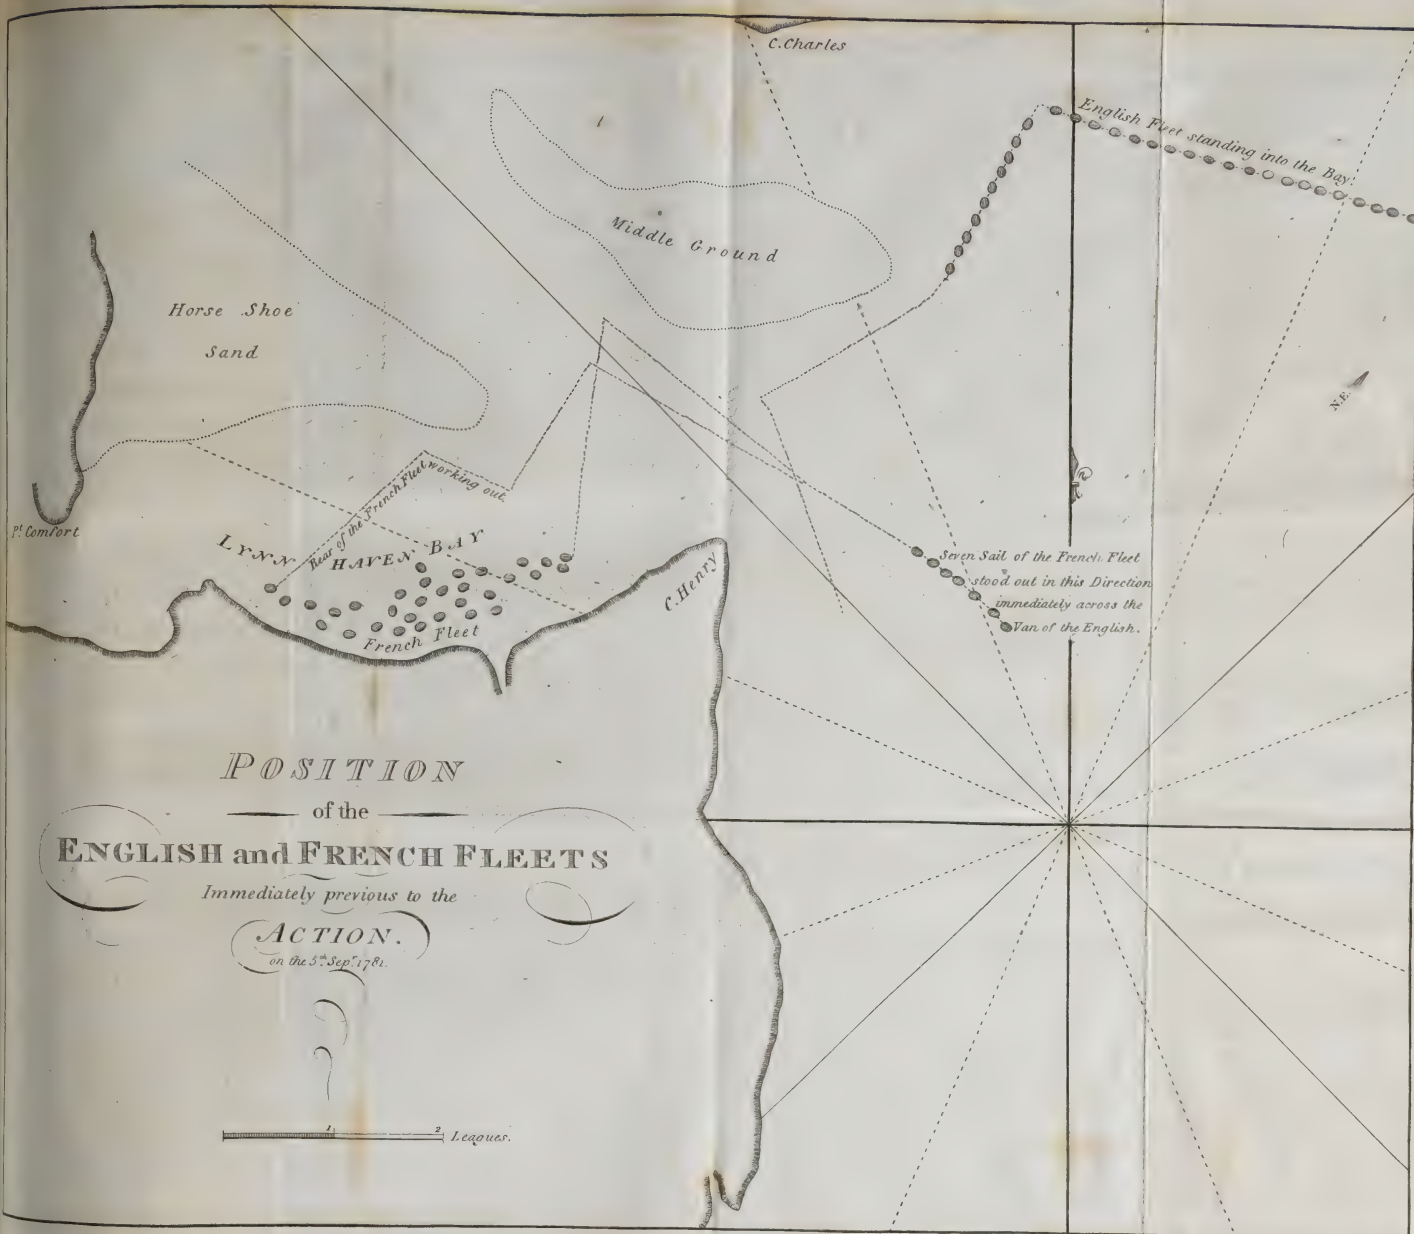 C. Charles
English Fleet standing into the Bay.
Middle Ground
Horse Shoe
Sand
N.E.
Rear of the French Fleet working out.
Pt. Comfort
LYNN HAVEN BAY
French Fleet
C. Henry
Seven Sail of the French Fleet
stood out in this Direction
immediately across the
Van of the English.
POSITION
of the
ENGLISH and FRENCH FLEETS
Immediately previous to the
ACTION.
on the 5th. Sepr. 1781.
1 2 Leagues.